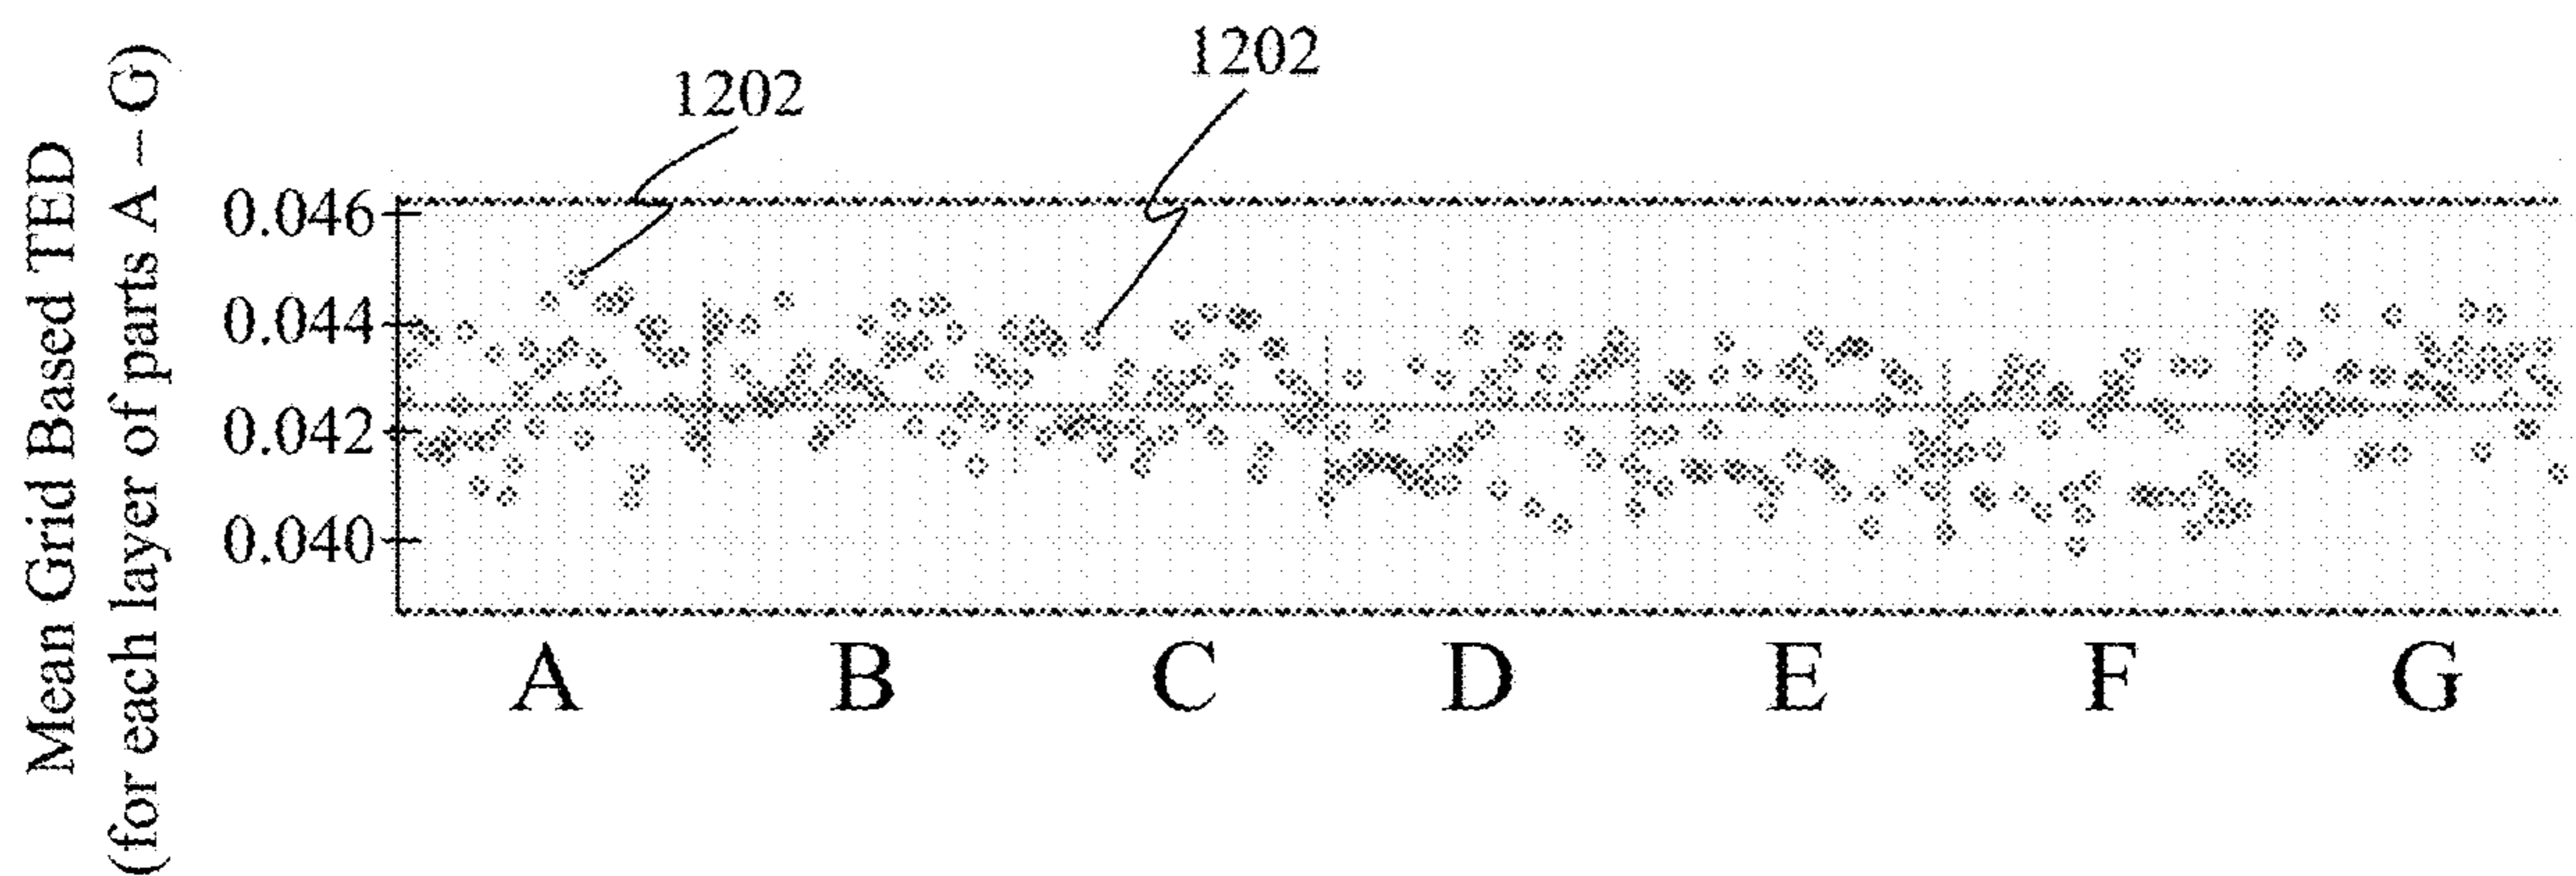 Mean Grid Based TED
(for each layer of parts A – G)
1202
1202
0.046
0.044
0.042
0.040
A B C D E F G